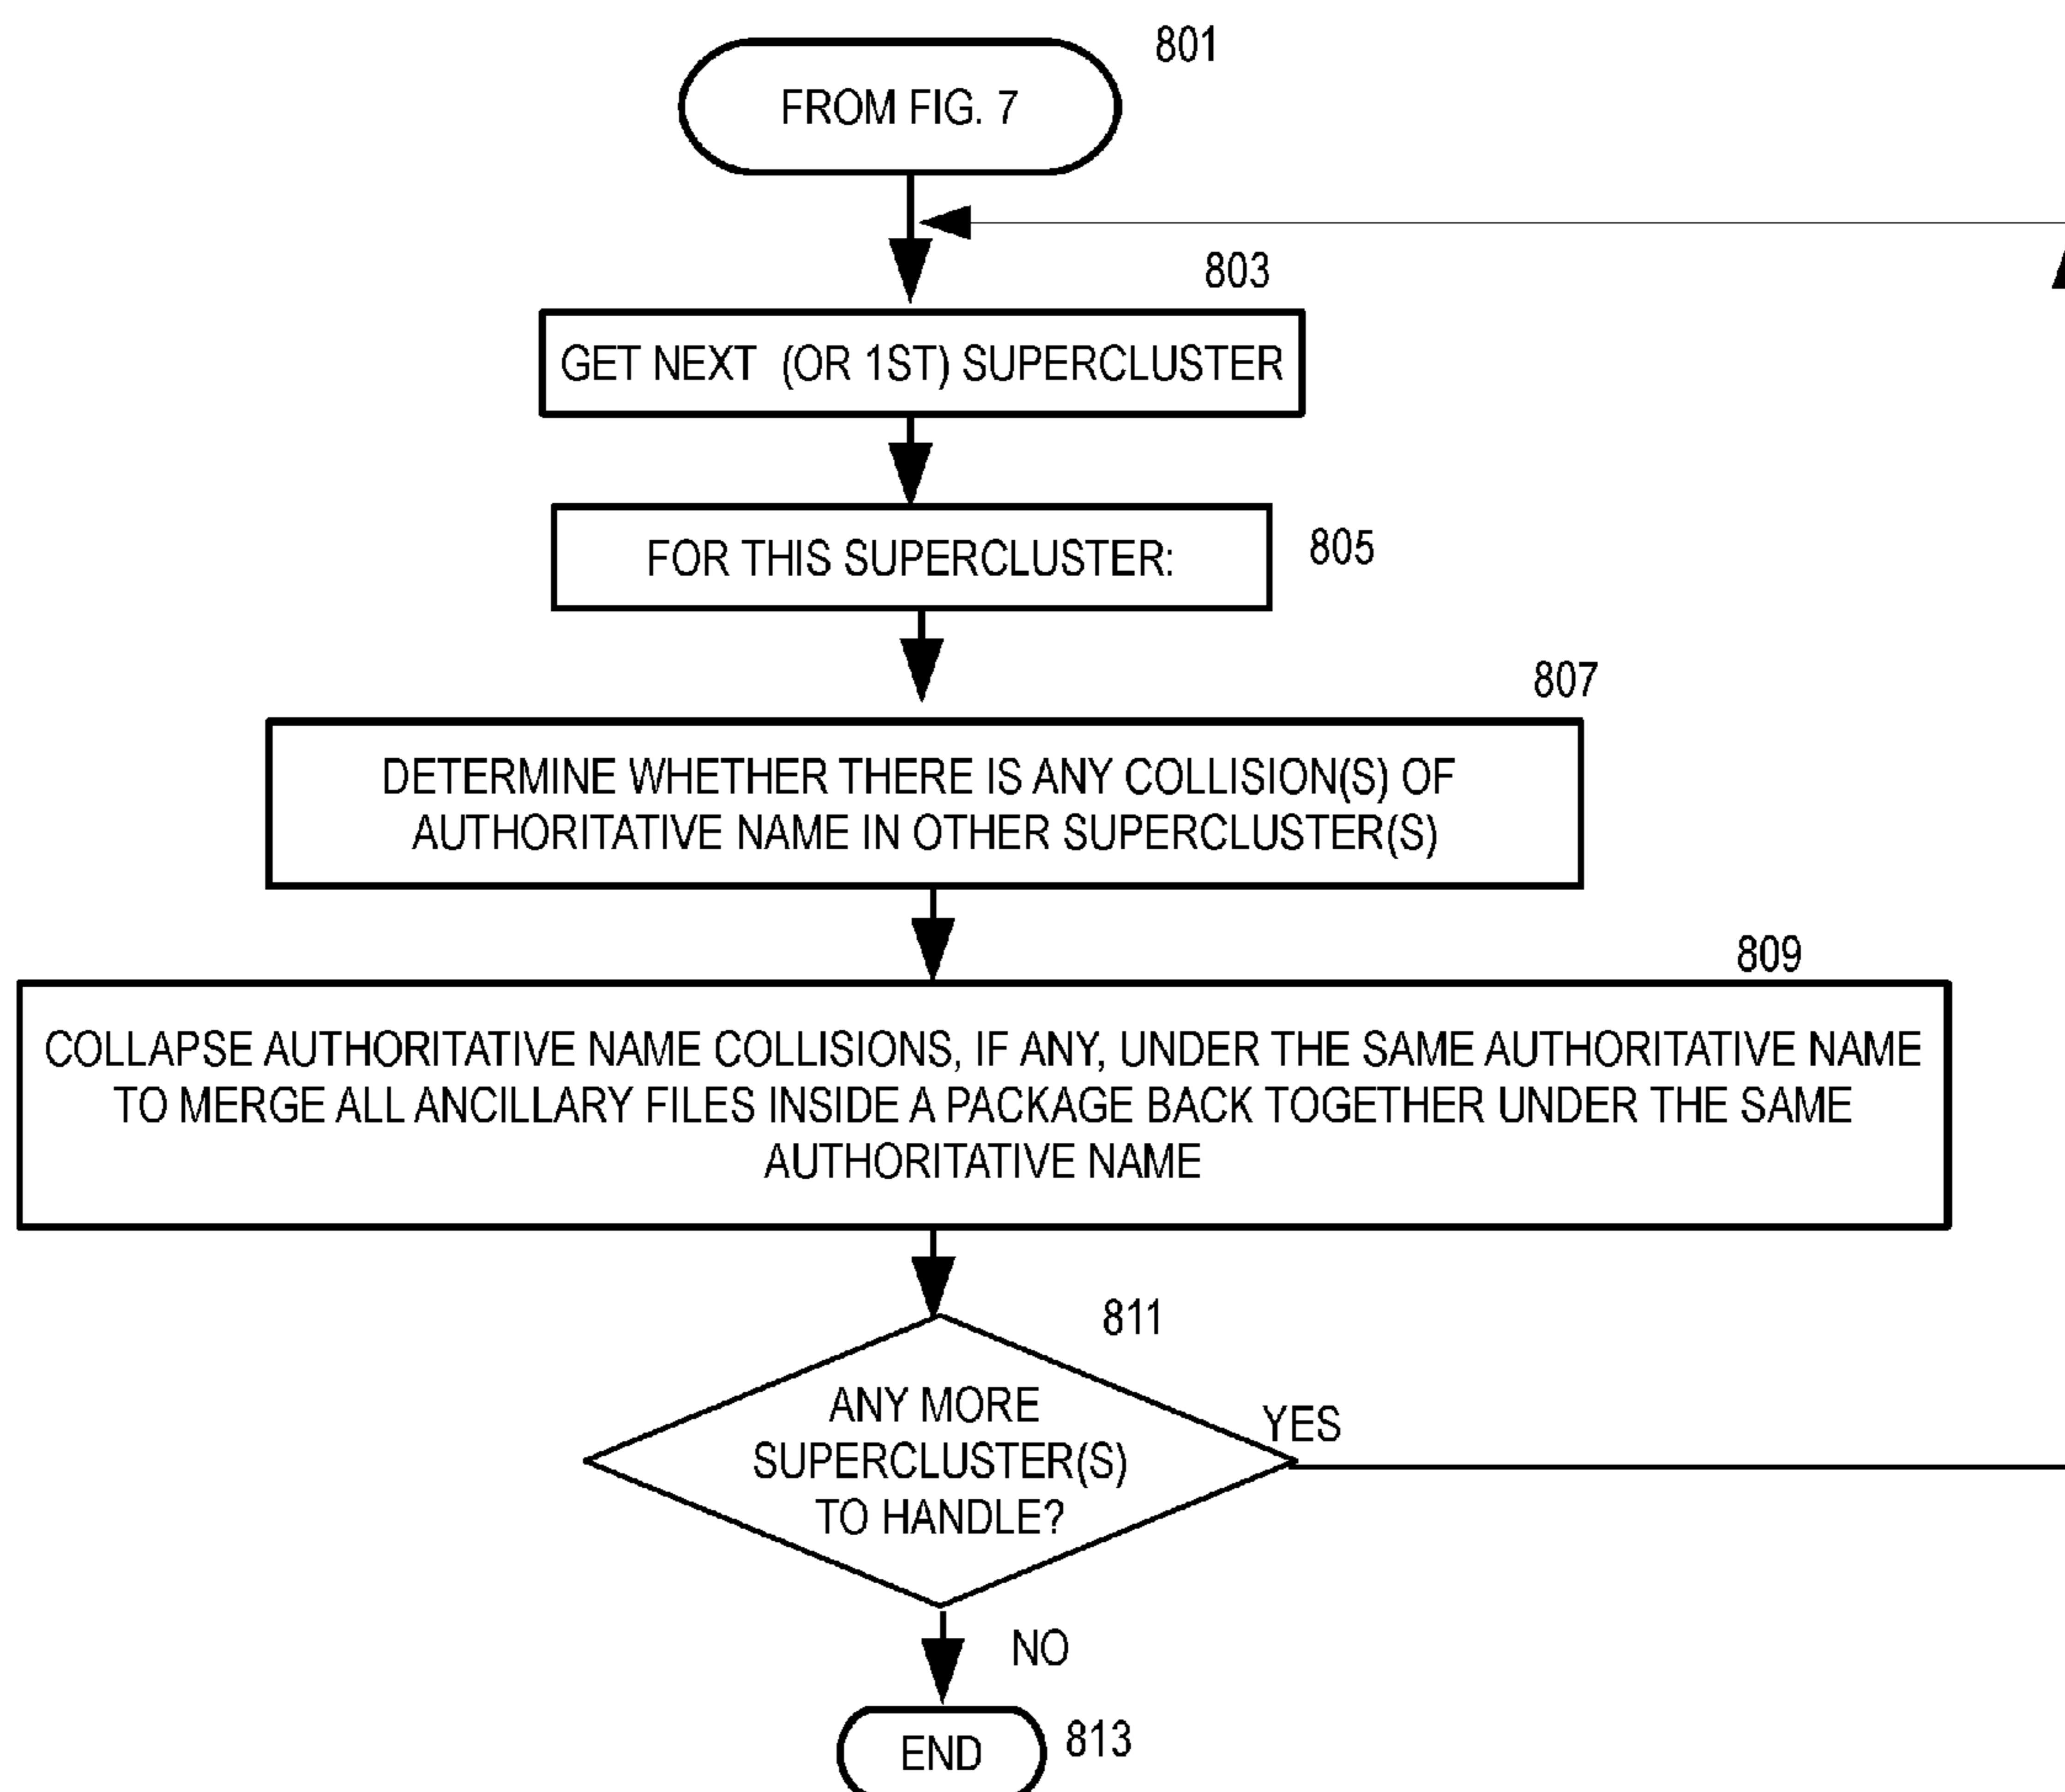 801
FROM FIG. 7
803
GET NEXT (OR 1ST) SUPERCLUSTER
FOR THIS SUPERCLUSTER:
805
807
DETERMINE WHETHER THERE IS ANY COLLISION(S) OF
AUTHORITATIVE NAME IN OTHER SUPERCLUSTER(S)
809
COLLAPSE AUTHORITATIVE NAME COLLISIONS, IF ANY, UNDER THE SAME AUTHORITATIVE NAME
TO MERGE ALL ANCILLARY FILES INSIDE A PACKAGE BACK TOGETHER UNDER THE SAME
AUTHORITATIVE NAME
811
ANY MORE
SUPERCLUSTER(S)
TO HANDLE?
YES
NO
END
813